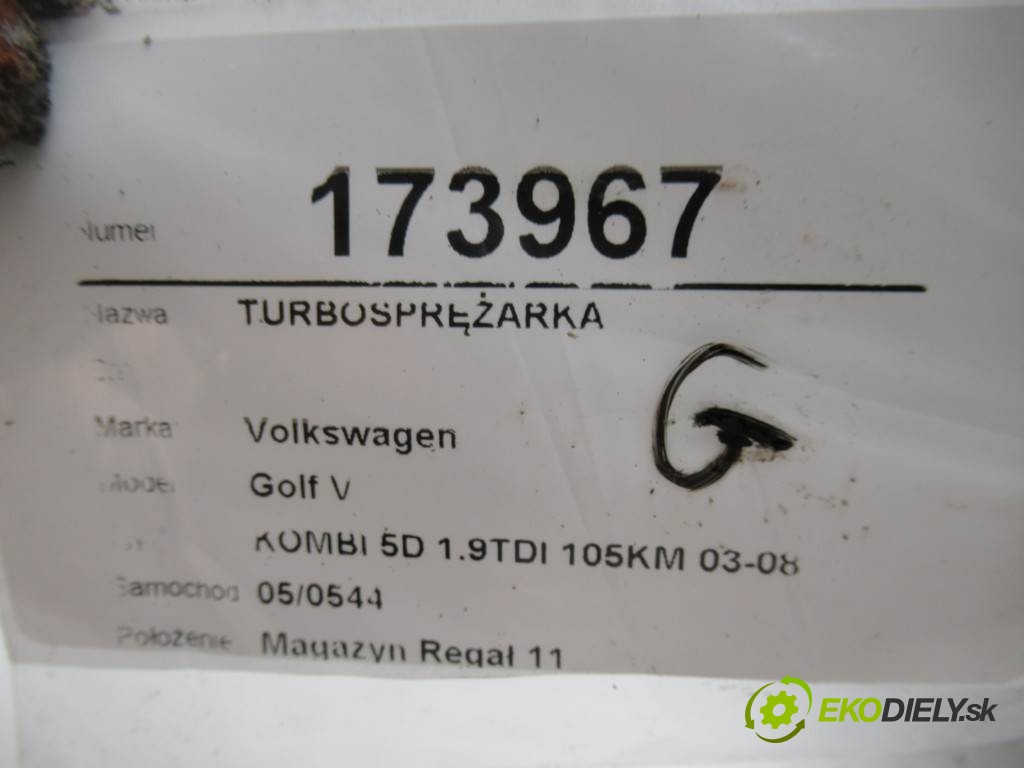 Numer 173967
Nazwa TURBOSPRĘŻARKA
Marka Volkswagen
Model Golf V
KOMBI 5D 1.9TDI 105KM 03-08
Samochod 05/0544
Położenie Magazyn Regał 11
G
EKODIELY.sk